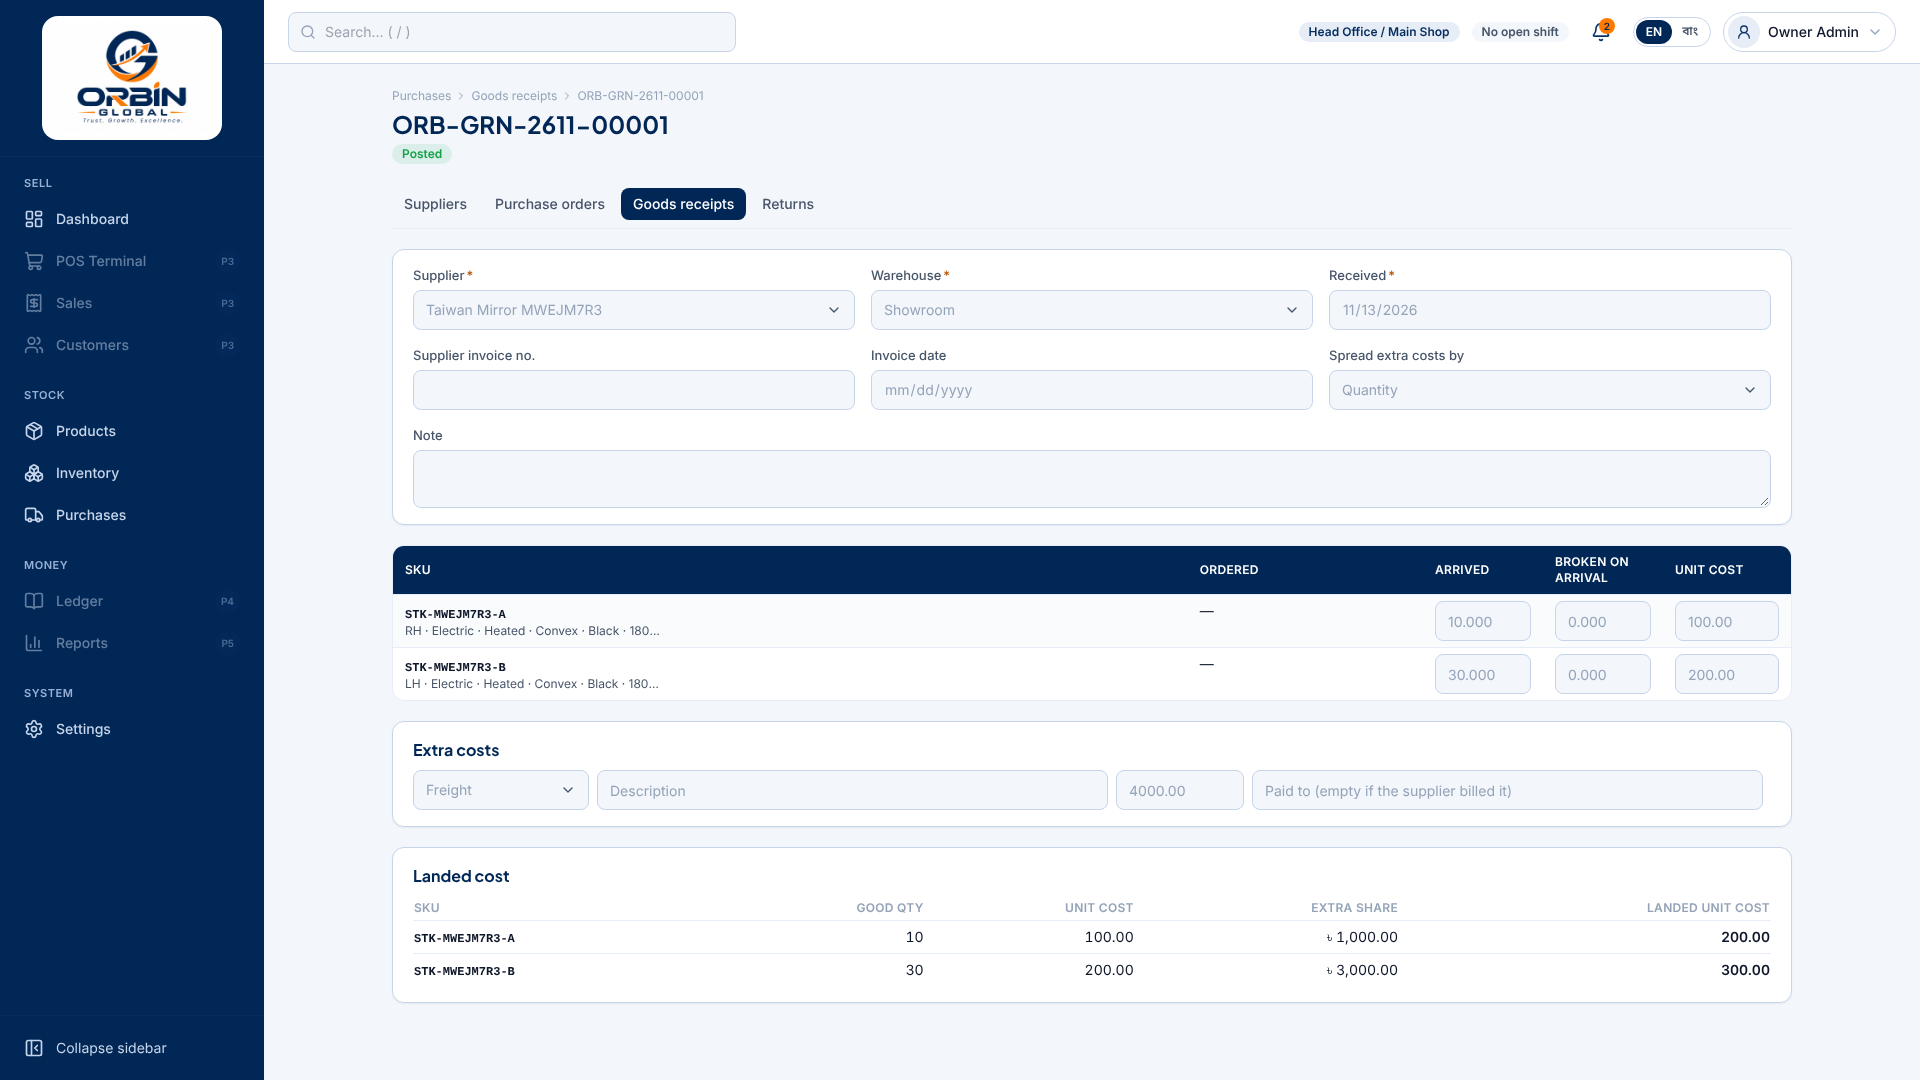 ORBIN
GLOBAL
Trust. Growth. Excellence.
Search... ( / )
Head Office / Main Shop
No open shift
2
EN
বাং
Owner Admin
SELL
Dashboard
POS Terminal P3
Sales P3
Customers P3
STOCK
Products
Inventory
Purchases
MONEY
Ledger P4
Reports P5
SYSTEM
Settings
Collapse sidebar
Purchases > Goods receipts > ORB-GRN-2611-00001
ORB-GRN-2611-00001
Posted
Suppliers Purchase orders Goods receipts Returns
Supplier* Warehouse* Received*
Taiwan Mirror MWEJM7R3 Showroom 11/13/2026
Supplier invoice no. Invoice date Spread extra costs by
mm/dd/yyyy Quantity
Note
SKU ORDERED ARRIVED BROKEN ON ARRIVAL UNIT COST
STK-MWEJM7R3-A — 10.000 0.000 100.00
RH · Electric · Heated · Convex · Black · 180...
STK-MWEJM7R3-B — 30.000 0.000 200.00
LH · Electric · Heated · Convex · Black · 180...
Extra costs
Freight Description 4000.00 Paid to (empty if the supplier billed it)
Landed cost
SKU GOOD QTY UNIT COST EXTRA SHARE LANDED UNIT COST
STK-MWEJM7R3-A 10 100.00 ৳ 1,000.00 200.00
STK-MWEJM7R3-B 30 200.00 ৳ 3,000.00 300.00